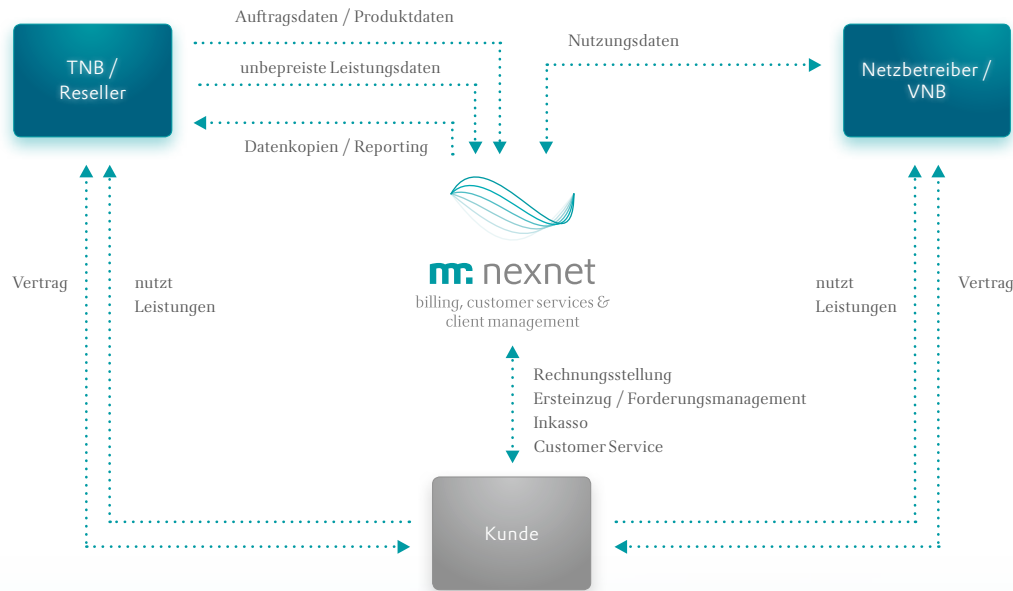 Auftragsdaten / Produktdaten
unbepreiste Leistungsdaten
Datenkopien / Reporting
Nutzungsdaten
TNB /
Reseller
Netzbetreiber /
VNB
mr. nexnet
billing, customer services &
client management
Vertrag
nutzt
Leistungen
nutzt
Leistungen
Vertrag
Rechnungsstellung
Ersteinzug / Forderungsmanagement
Inkasso
Customer Service
Kunde